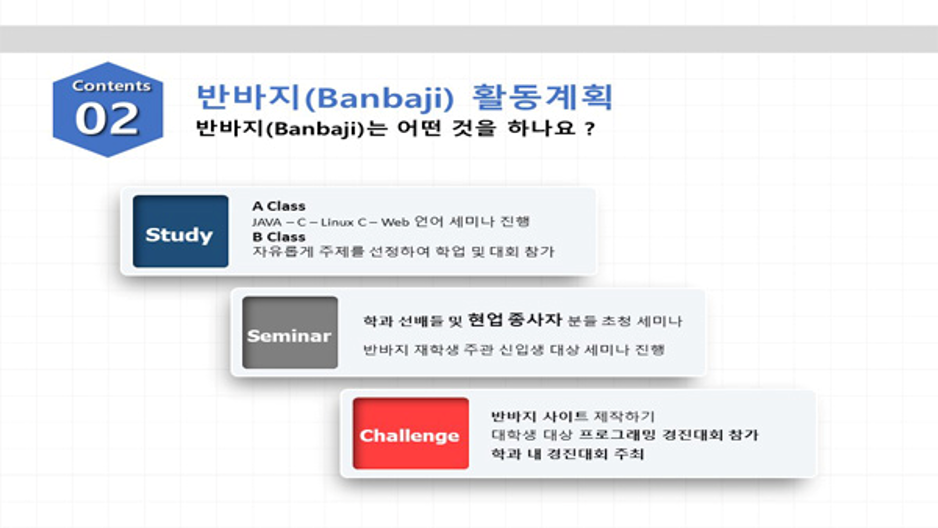 Contents
02
반바지(Banbaji) 활동계획
반바지(Banbaji)는 어떤 것을 하나요 ?
Study
A Class
JAVA – C – Linux C – Web 언어 세미나 진행
B Class
자유롭게 주제를 선정하여 학업 및 대회 참가
Seminar
학과 선배들 및 현업 종사자 분들 초청 세미나
반바지 재학생 주관 신입생 대상 세미나 진행
Challenge
반바지 사이트 제작하기
대학생 대상 프로그래밍 경진대회 참가
학과 내 경진대회 주최